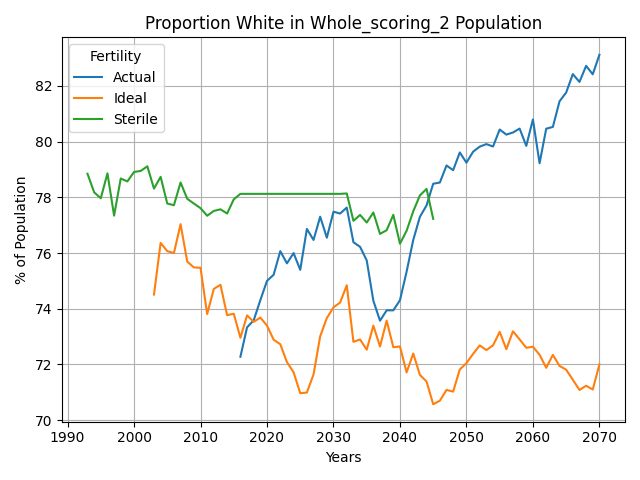 Proportion White in Whole_scoring_2 Population
Fertility
Actual
Ideal
Sterile
% of Population
82
80
78
76
74
72
70
1990 2000 2010 2020 2030 2040 2050 2060 2070
Years